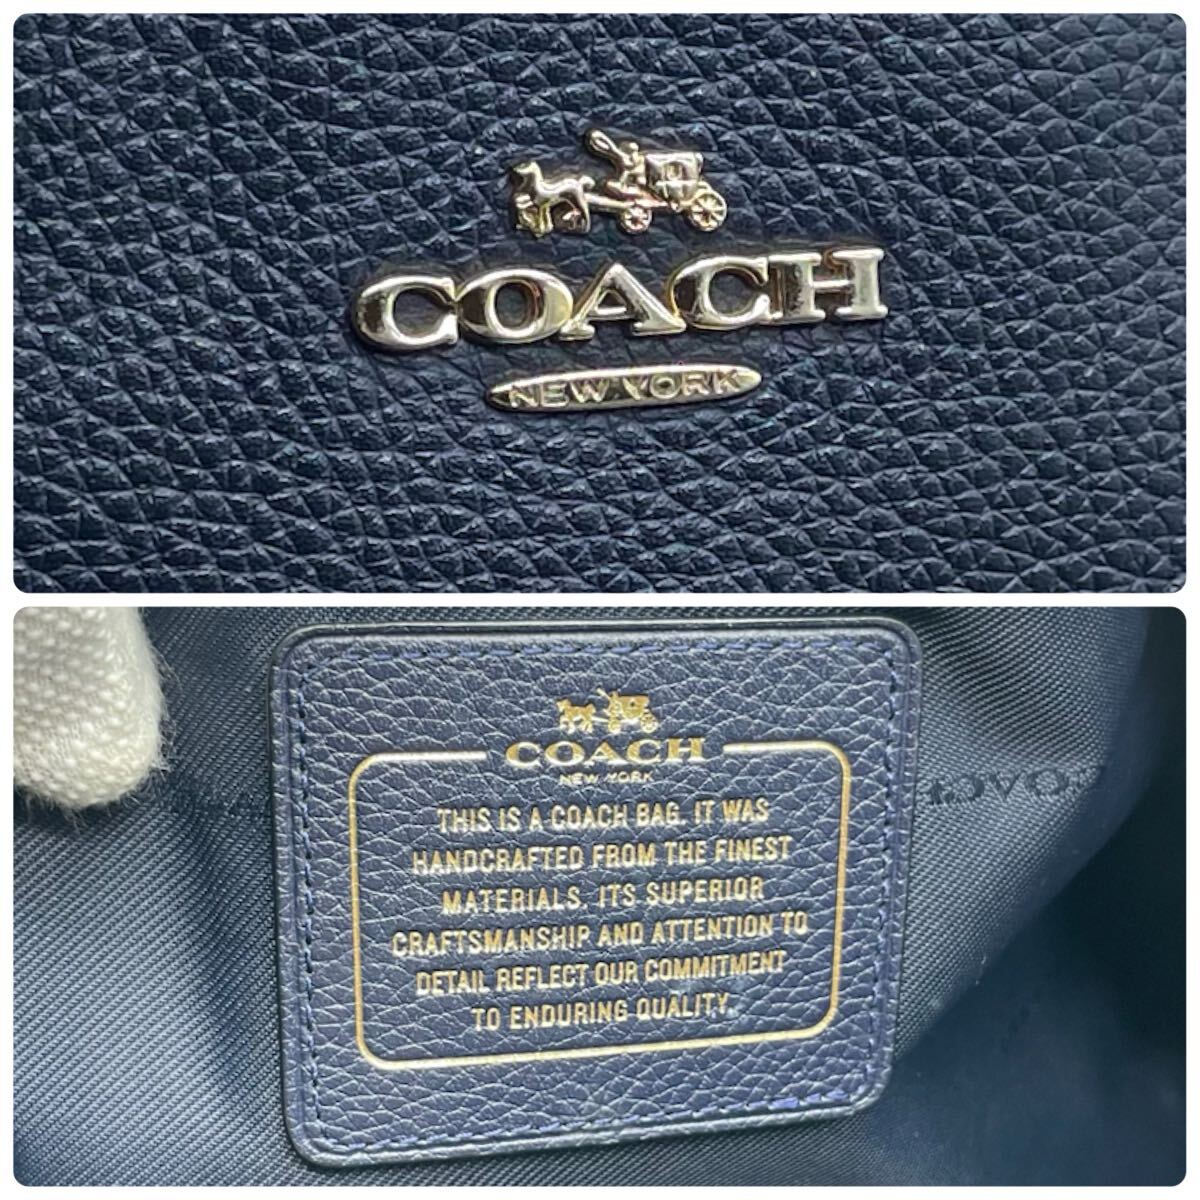 COACH
NEW YORK
COACH
NEW YORK
THIS IS A COACH BAG. IT WAS
HANDCRAFTED FROM THE FINEST
MATERIALS. ITS SUPERIOR
CRAFTSMANSHIP AND ATTENTION TO
DETAIL REFLECT OUR COMMITMENT
TO ENDURING QUALITY.